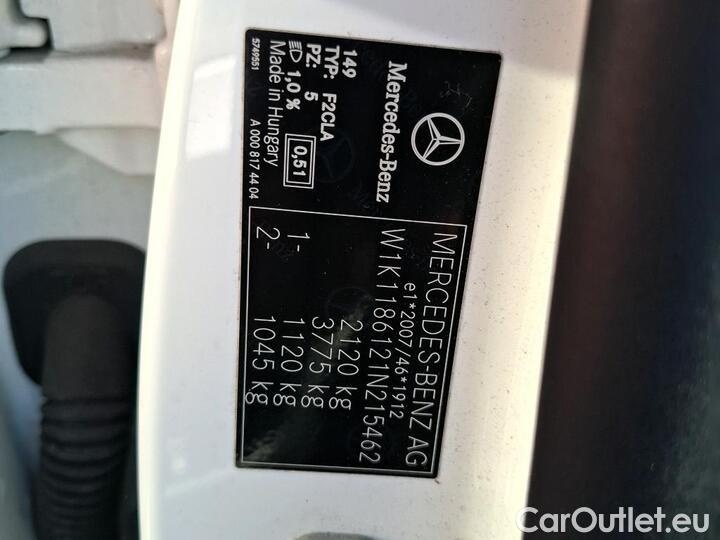 MERCEDES-BENZ AG
e1*2007/46*1912
W1K1186121N215462
2120 kg
3775 kg
1- 1120 kg
2- 1045 kg
Mercedes-Benz
149
TYP: F2CLA
PZ: 5
1,0 % 0,51
Made in Hungary
5749551 A 000 817 44 04
CarOutlet.eu